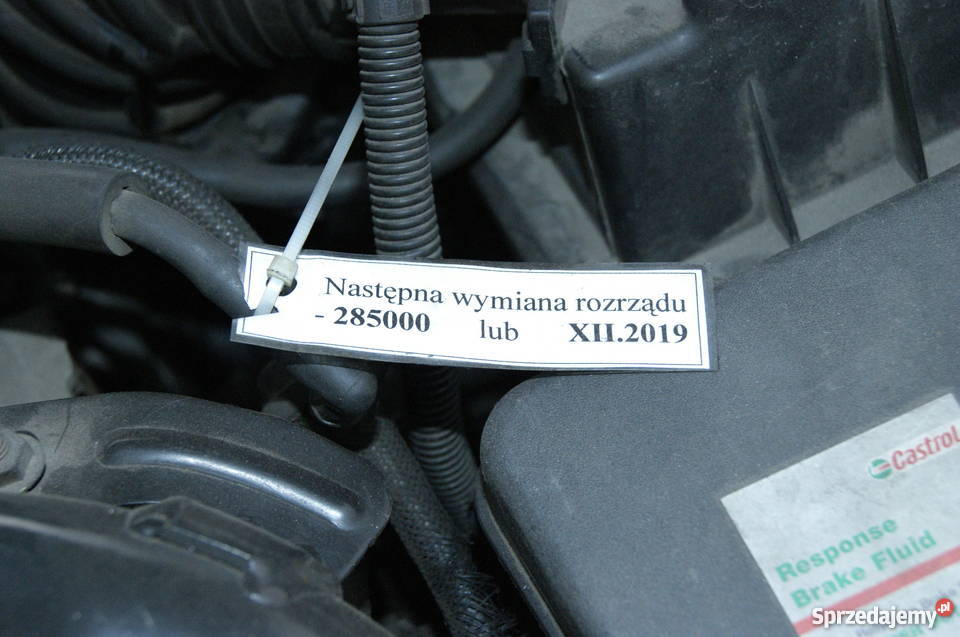 Następna wymiana rozrządu
- 285000 lub XII.2019
Castrol
Response
Brake Fluid
Sprzedajemy.pl